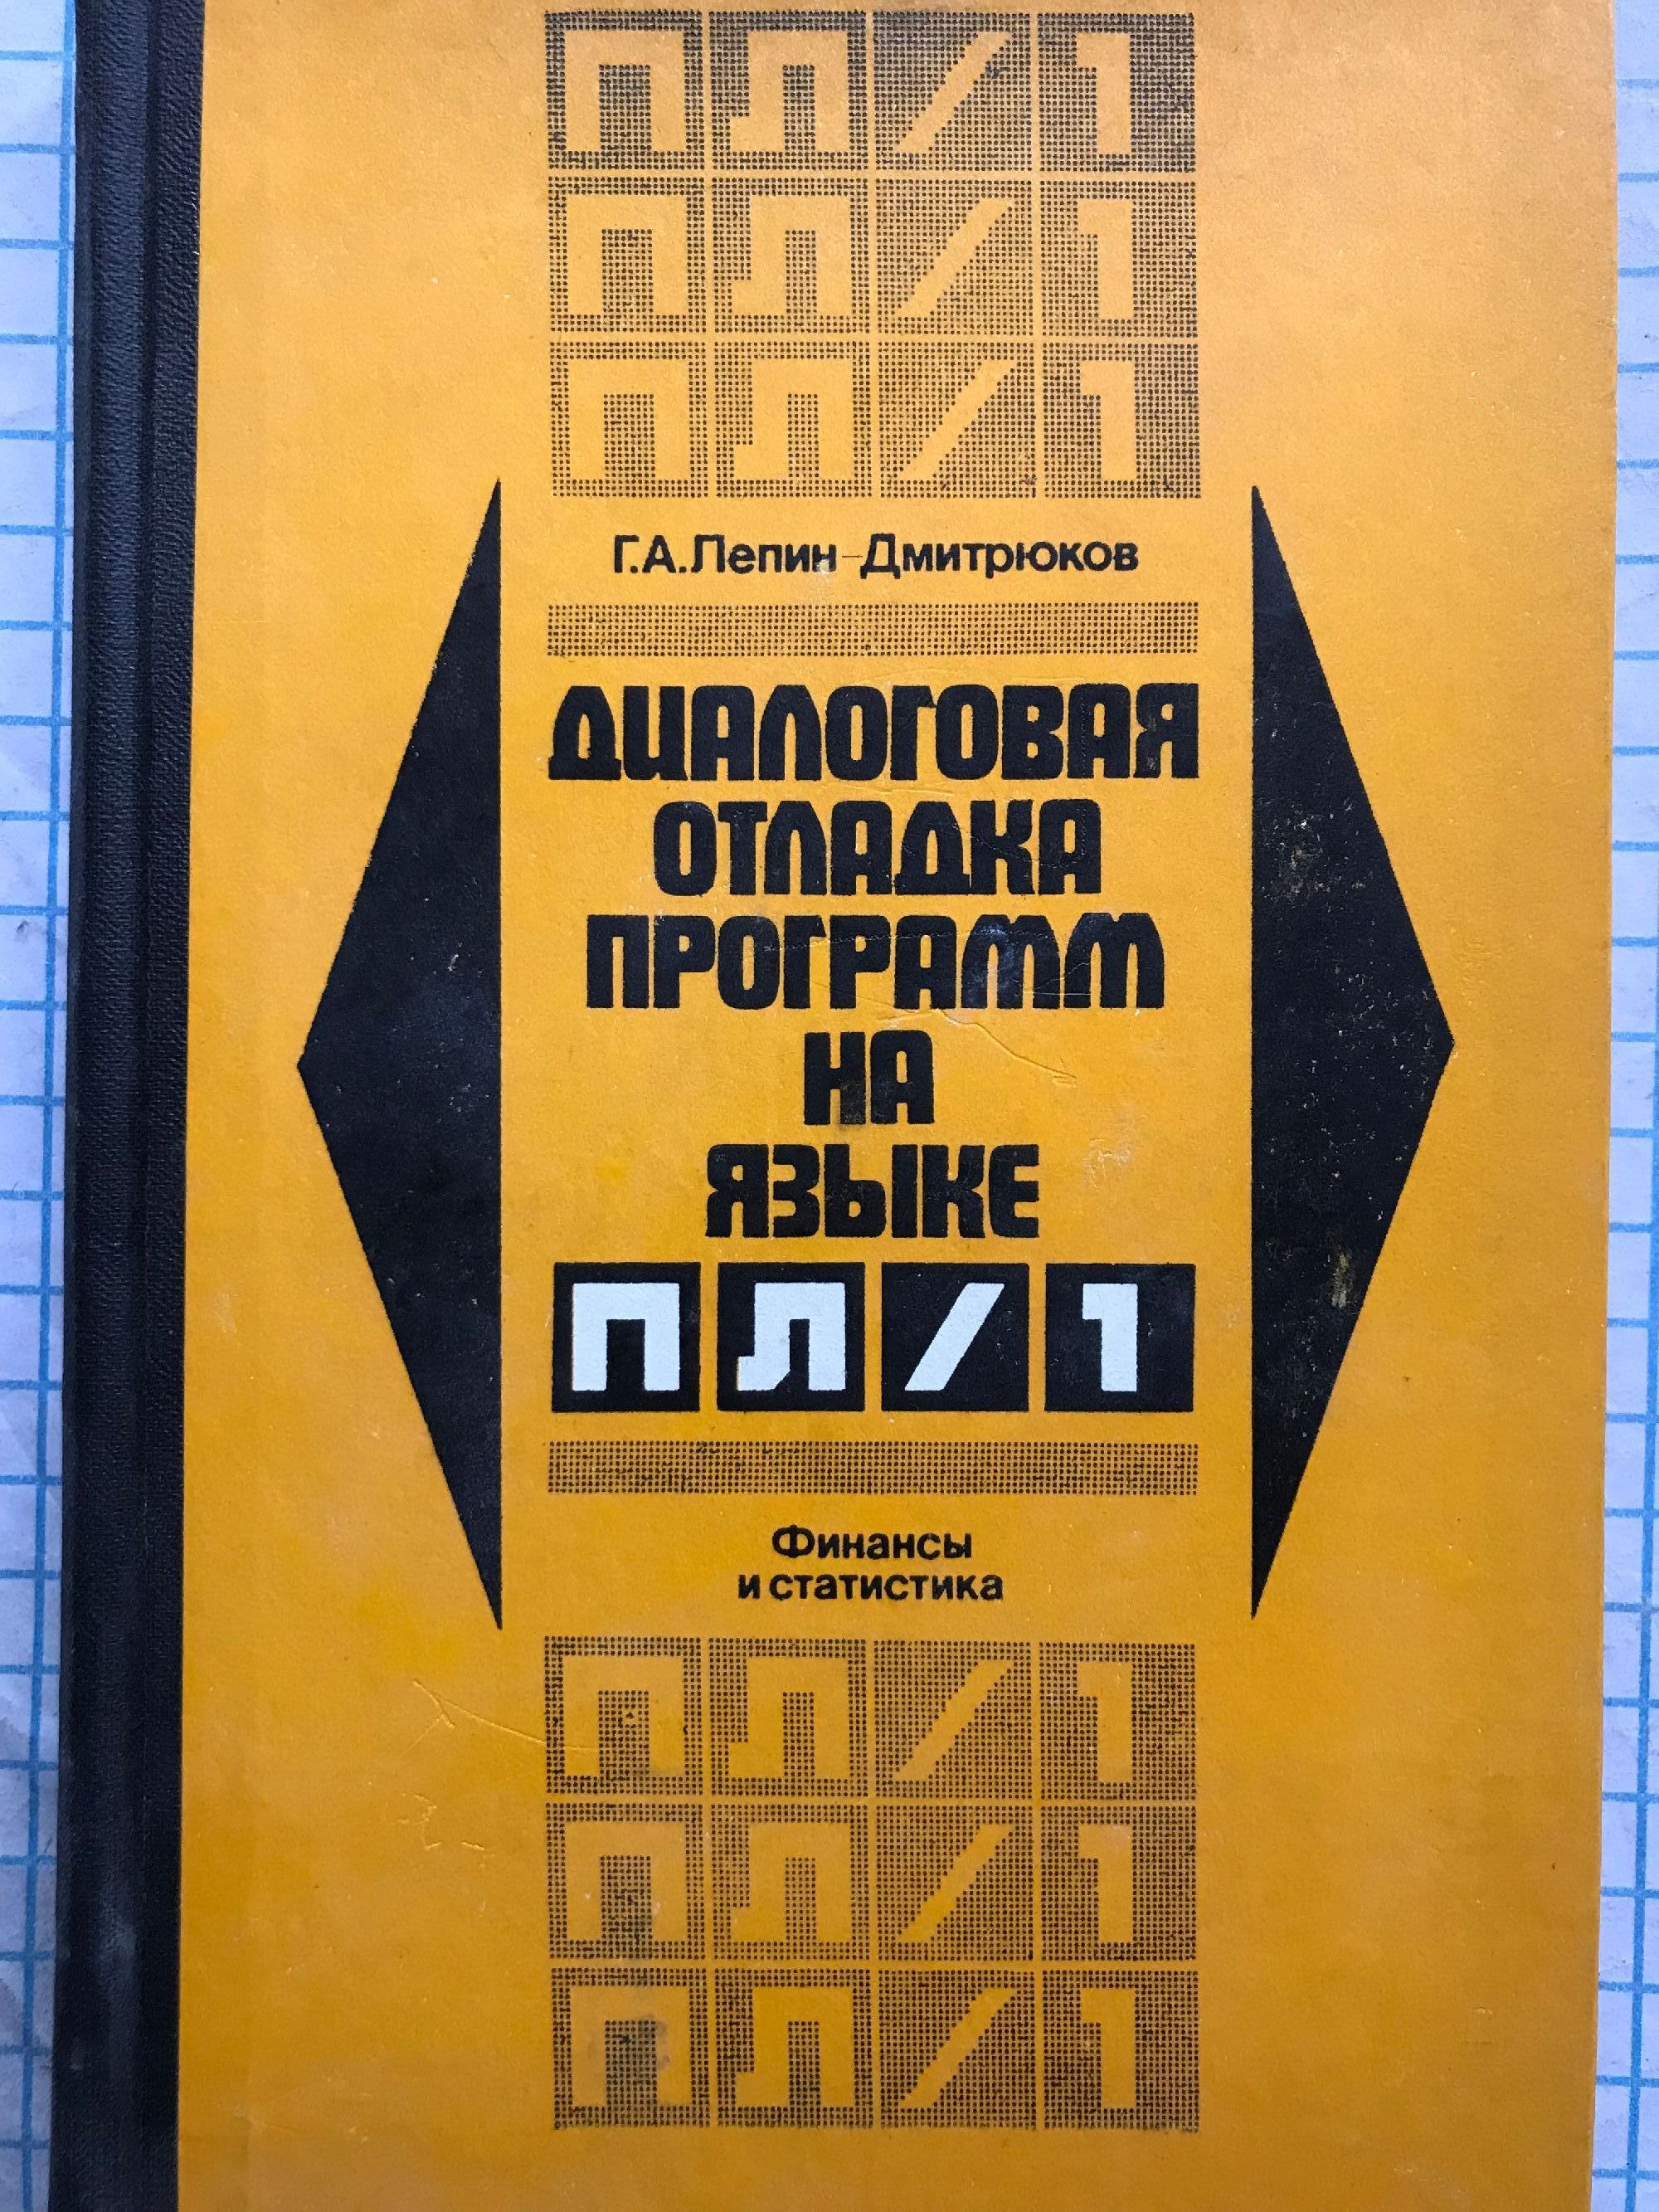 ПЛ/1
ПЛ/1
ПЛ/1
Г.А.Лепин-Дмитрюков
ДИАЛОГОВАЯ
ОТЛАДКА
ПРОГРАММ
НА
ЯЗЫКЕ
ПЛ/1
Финансы
и статистика
ПЛ/1
ПЛ/1
ПЛ/1